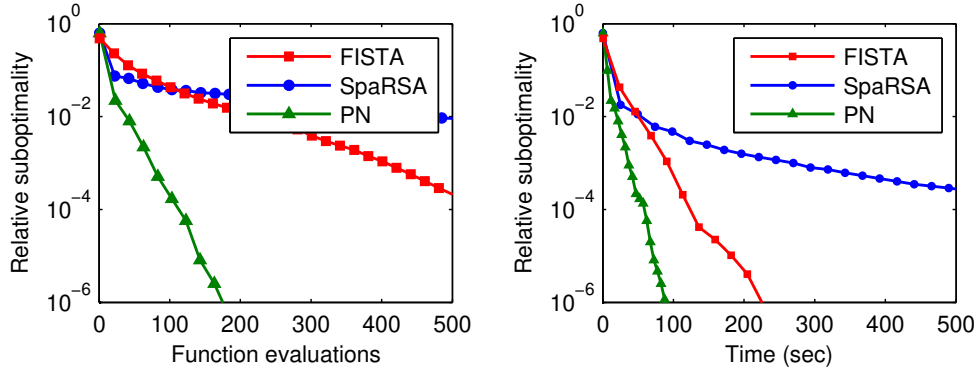 Relative suboptimality
10^0
10^-2
10^-4
10^-6
FISTA
SpaRSA
PN
0 100 200 300 400 500
Function evaluations
Relative suboptimality
10^0
10^-2
10^-4
10^-6
FISTA
SpaRSA
PN
0 100 200 300 400 500
Time (sec)